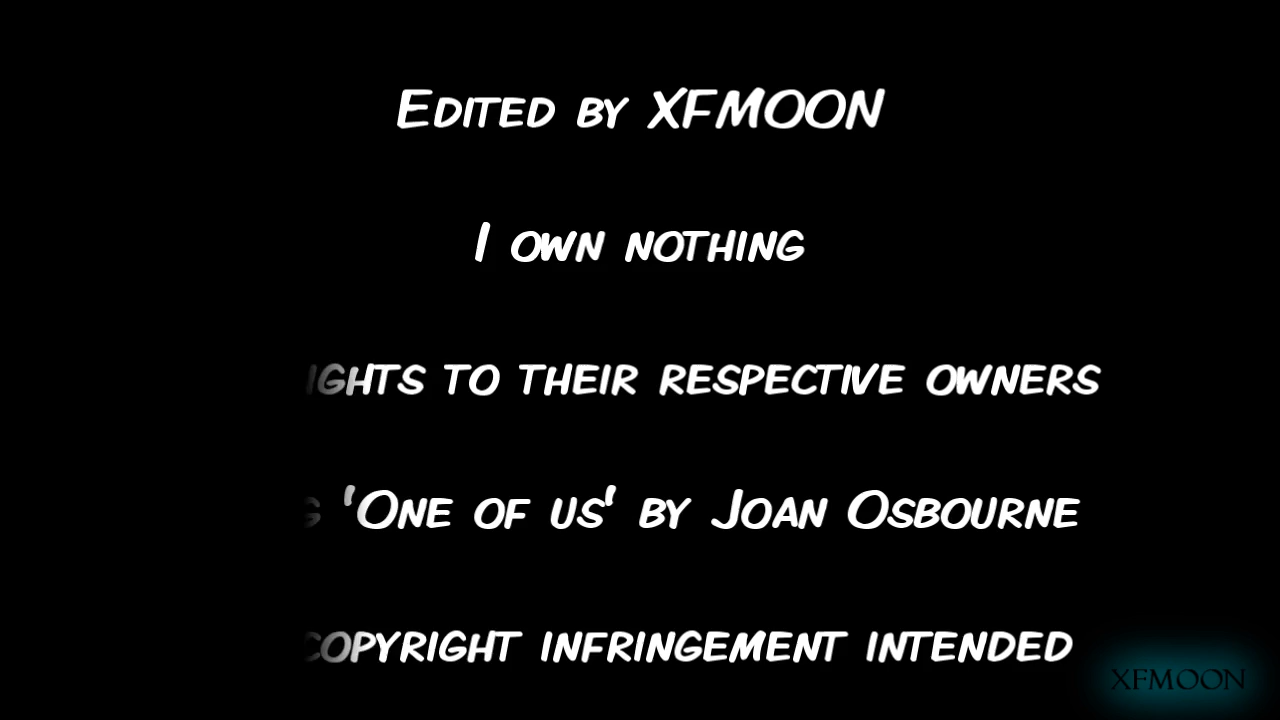 Edited by XFMOON
I own nothing
ights to their respective owners
'One of us' by Joan Osbourne
copyright infringement intended
XFMOON